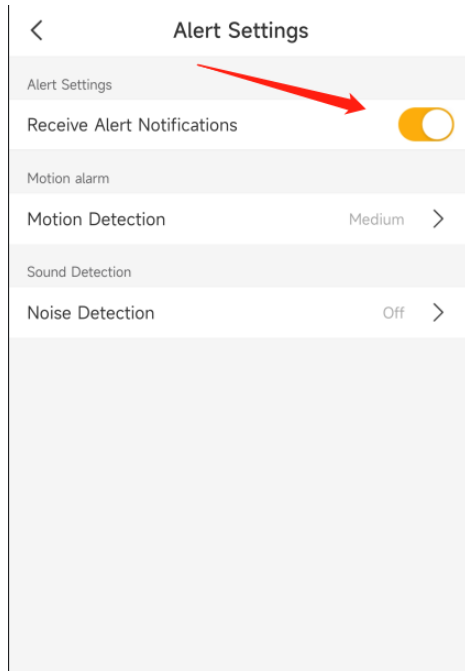 Alert Settings
Alert Settings
Receive Alert Notifications
Motion alarm
Motion Detection Medium
Sound Detection
Noise Detection Off